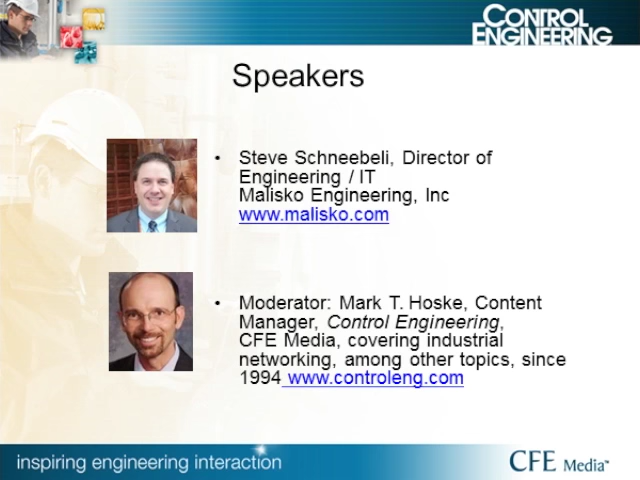 CONTROL
ENGINEERING
Speakers
• Steve Schneebeli, Director of
Engineering / IT
Malisko Engineering, Inc
www.malisko.com
• Moderator: Mark T. Hoske, Content
Manager, Control Engineering,
CFE Media, covering industrial
networking, among other topics, since
1994 www.controleng.com
inspiring engineering interaction
CFE Media™